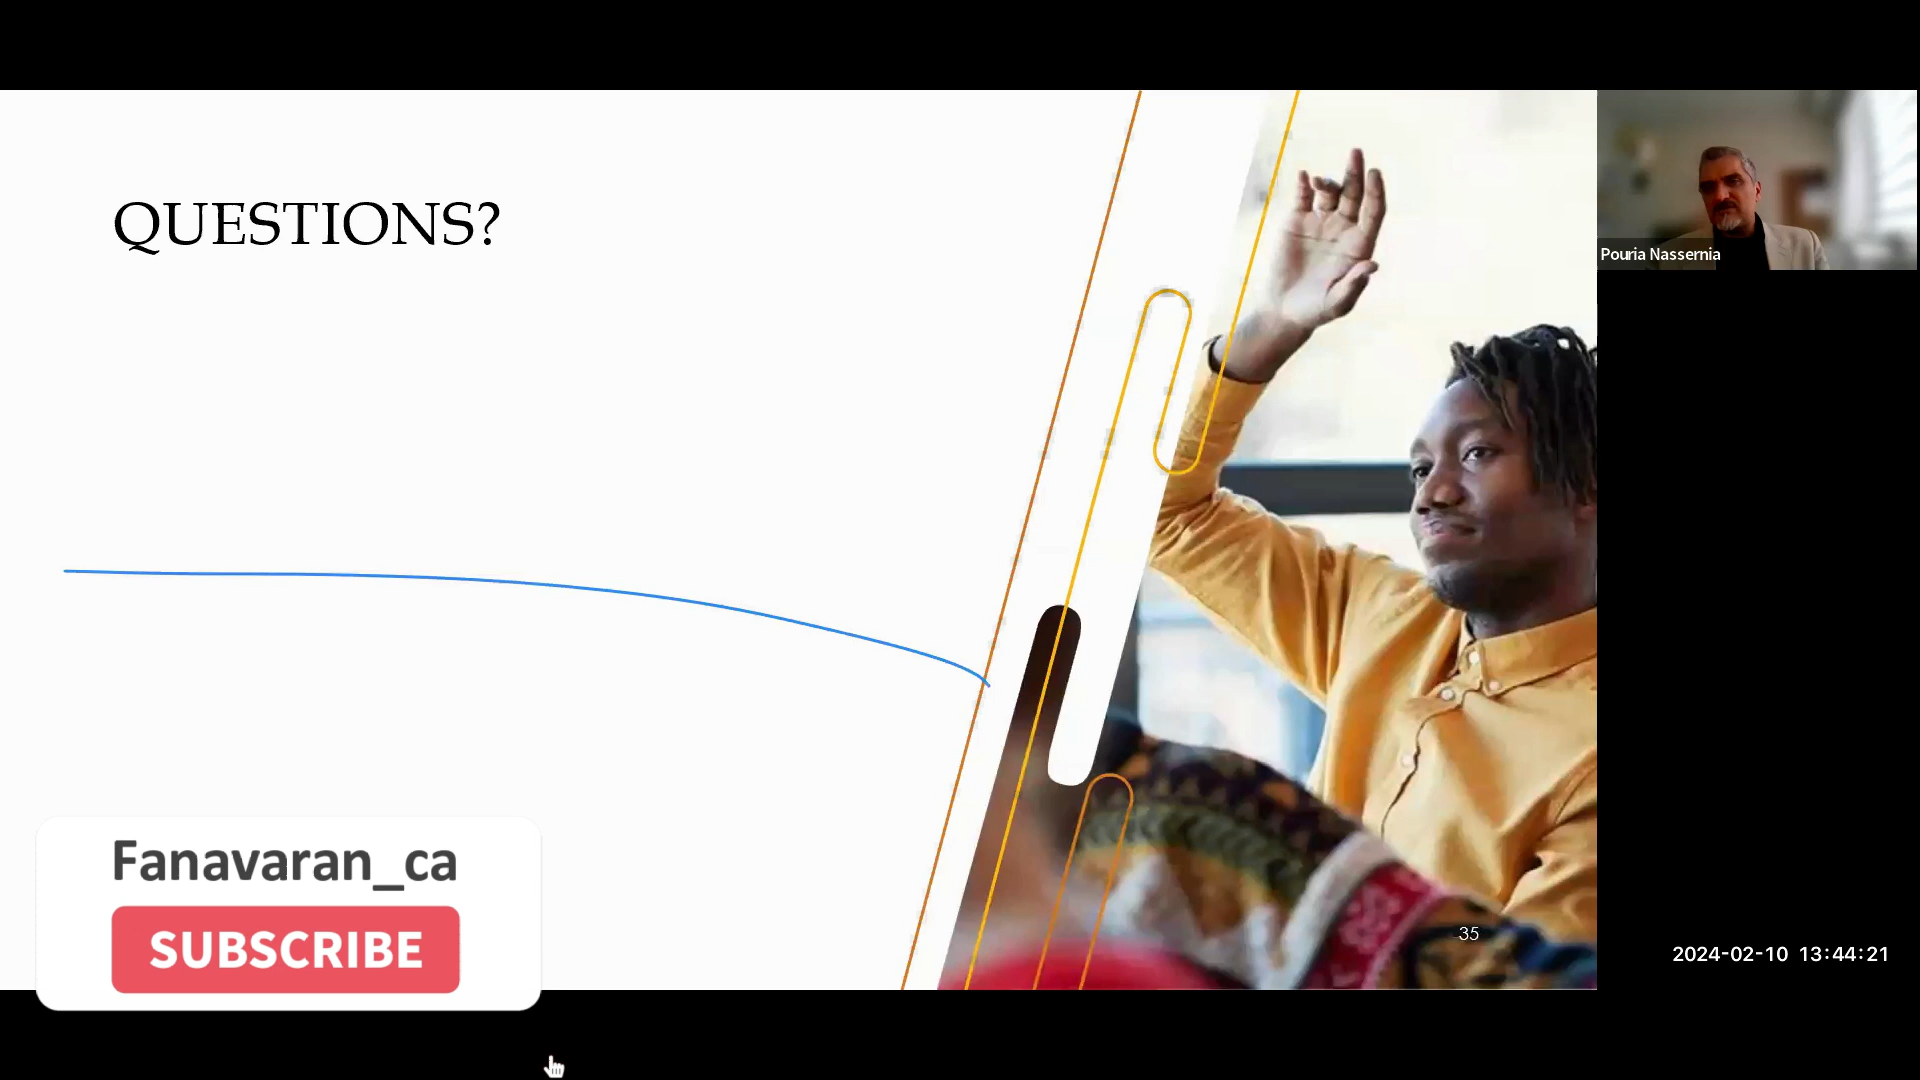 QUESTIONS?
Pouria Nassernia
Fanavaran_ca
SUBSCRIBE
35
2024-02-10 13:44:21